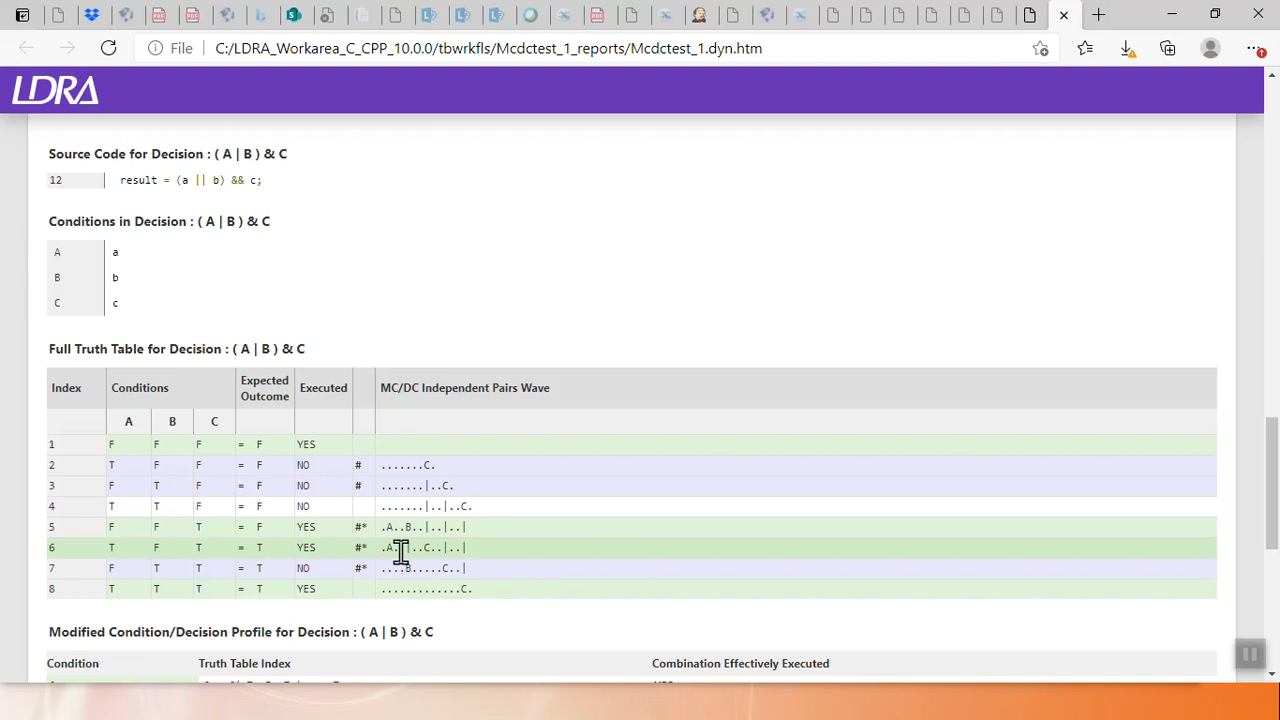 File C:/LDRA_Workarea_C_CPP_10.0.0/tbwrkfls/Mcdctest_1_reports/Mcdctest_1.dyn.htm
LDRA
Source Code for Decision : ( A | B ) & C
12 result = (a || b) && c;
Conditions in Decision : ( A | B ) & C
A a
B b
C c
Full Truth Table for Decision : ( A | B ) & C
Index Conditions Expected Outcome Executed MC/DC Independent Pairs Wave
A B C
1 F F F = F YES
2 T F F = F NO # .......C.
3 F T F = F NO # .......|..C.
4 T T F = F NO .......|..|..C.
5 F F T = F YES #* .A..B..|..|..|
6 T F T = T YES #* .A..|..C..|..|
7 F T T = T NO #* ....B.....C..|
8 T T T = T YES .............C.
Modified Condition/Decision Profile for Decision : ( A | B ) & C
Condition Truth Table Index Combination Effectively Executed